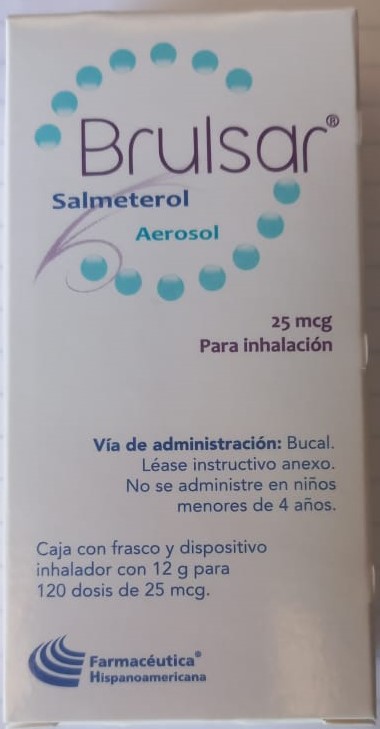 Brulsar®
Salmeterol
Aerosol
25 mcg
Para inhalación
Vía de administración: Bucal.
Léase instructivo anexo.
No se administre en niños
menores de 4 años.
Caja con frasco y dispositivo
inhalador con 12 g para
120 dosis de 25 mcg.
Farmacéutica®
Hispanoamericana